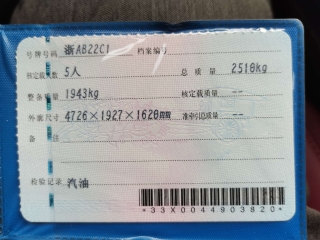 号牌号码 浙AB22C1 档案编号
核定载人数 5人 总质量 2510kg
整备质量 1943kg 核定载质量 --
外廓尺寸 4726×1927×1620mm 准牵引总质量 --
备注
检验记录 汽油
*33X0044903820*